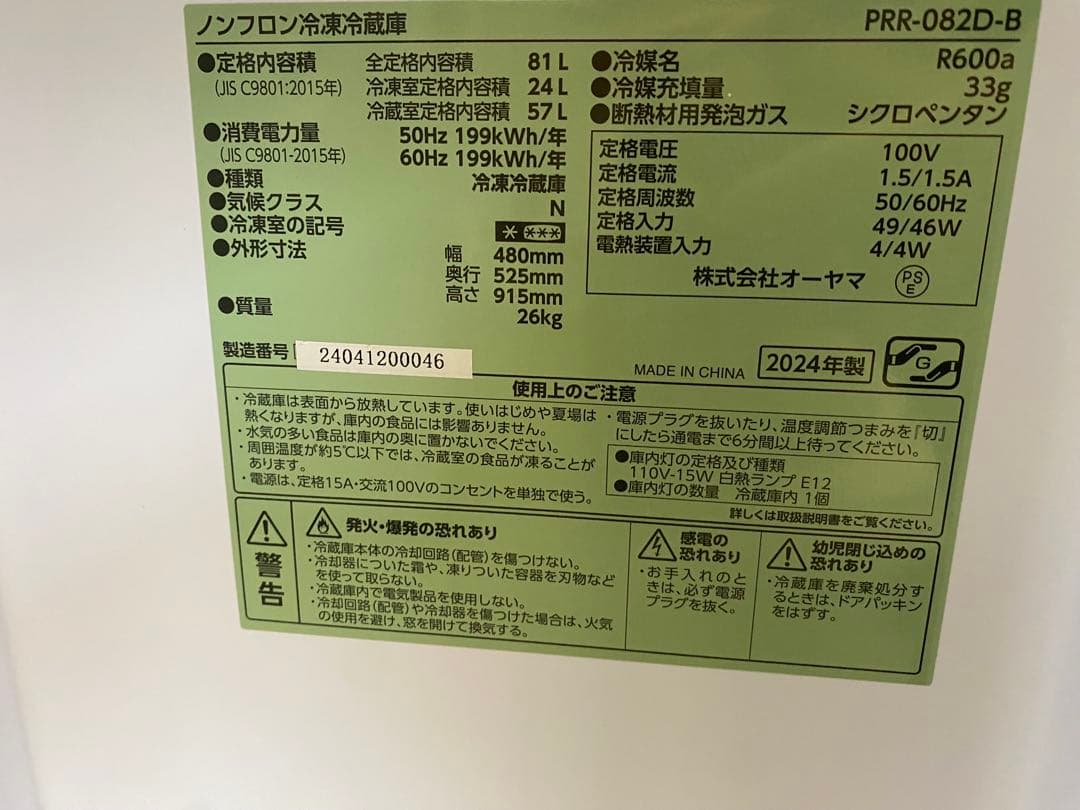 ノンフロン冷凍冷蔵庫
PRR-082D-B
●定格内容積 全定格内容積 81L
(JIS C9801:2015年) 冷凍室定格内容積 24L
冷蔵室定格内容積 57L
●消費電力量 50Hz 199kWh/年
(JIS C9801-2015年) 60Hz 199kWh/年
●種類 冷凍冷蔵庫
●気候クラス N
●冷凍室の記号 * ***
●外形寸法 幅 480mm
奥行 525mm
高さ 915mm
●質量 26kg
●冷媒名 R600a
●冷媒充填量 33g
●断熱材用発泡ガス シクロペンタン
定格電圧 100V
定格電流 1.5/1.5A
定格周波数 50/60Hz
定格入力 49/46W
電熱装置入力 4/4W
株式会社オーヤマ PS E
製造番号 24041200046
MADE IN CHINA 2024年製 G
使用上のご注意
・冷蔵庫は表面から放熱しています。使いはじめや夏場は
熱くなりますが、庫内の食品には影響ありません。
・水気の多い食品は庫内の奥に置かないでください。
・周囲温度が約5℃以下では、冷蔵室の食品が凍ることが
あります。
・電源は、定格15A・交流100Vのコンセントを単独で使う。
・電源プラグを抜いたり、温度調節つまみを『切』
にしたら通電まで6分間以上待ってください。
●庫内灯の定格及び種類
110V-15W 白熱ランプ E12
●庫内灯の数量 冷蔵庫内 1個
詳しくは取扱説明書をご覧ください。
警告
発火・爆発の恐れあり
・冷蔵庫本体の冷却回路(配管)を傷つけない。
・冷却器についた霜や、凍りついた容器を刃物など
を使って取らない。
・冷蔵庫内で電気製品を使用しない。
・冷却回路(配管)や冷却器を傷つけた場合は、火気
の使用を避け、窓を開けて換気する。
感電の
恐れあり
・お手入れのと
きは、必ず電源
プラグを抜く。
幼児閉じ込めの
恐れあり
・冷蔵庫を廃棄処分す
るときは、ドアパッキン
をはずす。